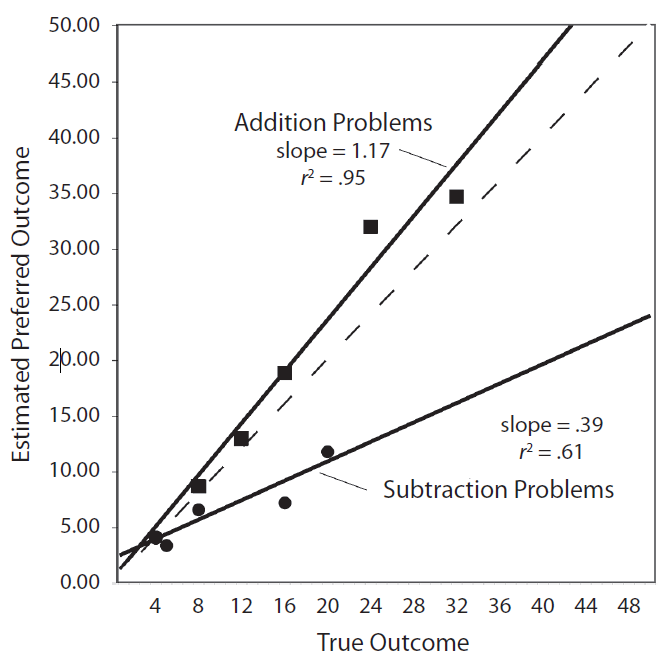 50.00
45.00
40.00
35.00
30.00
25.00
20.00
15.00
10.00
5.00
0.00
Estimated Preferred Outcome
Addition Problems
slope = 1.17
r² = .95
slope = .39
r² = .61
Subtraction Problems
4 8 12 16 20 24 28 32 36 40 44 48
True Outcome